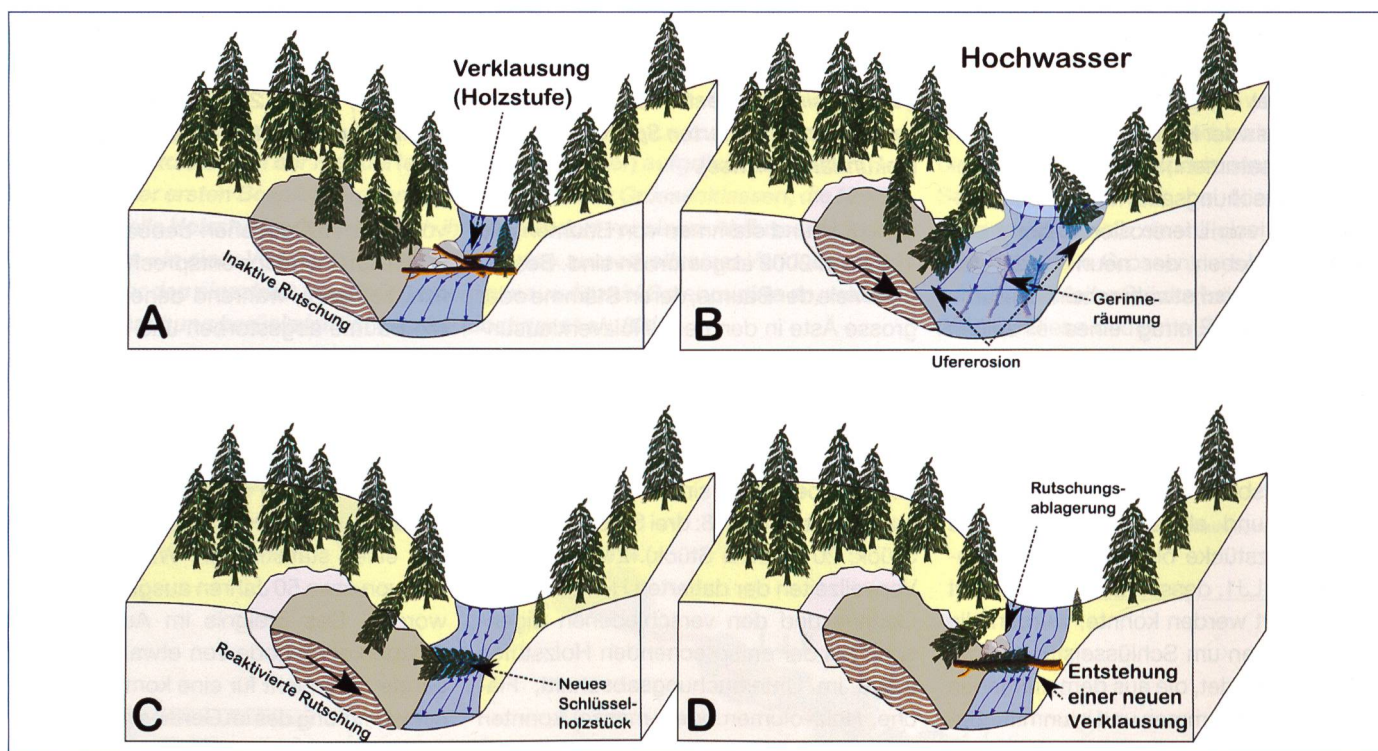 Verklausung
(Holzstufe)
Inaktive Rutschung
A
Hochwasser
Gerinne-
räumung
Ufererosion
B
Reaktivierte Rutschung
Neues
Schlüssel-
holzstück
C
Rutschungs-
ablagerung
Entstehung
einer neuen
Verklausung
D